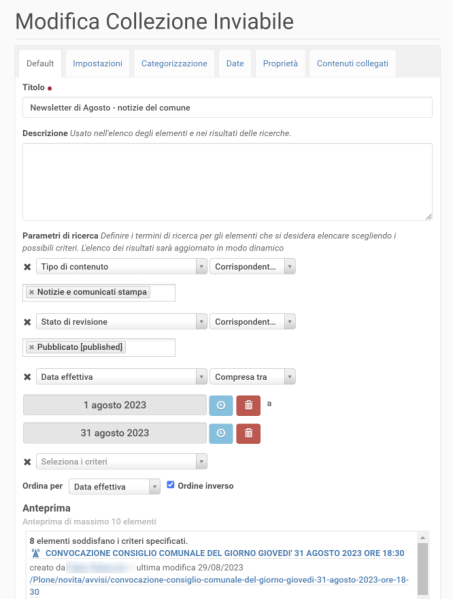 Modifica Collezione Inviabile
Default Impostazioni Categorizzazione Date Proprietà Contenuti collegati
Titolo
Newsletter di Agosto - notizie del comune
Descrizione Usato nell'elenco degli elementi e nei risultati delle ricerche.
Parametri di ricerca Definire i termini di ricerca per gli elementi che si desidera elencare scegliendo i
possibili criteri. L'elenco dei risultati sarà aggiornato in modo dinamico
Tipo di contenuto Corrispondent...
Notizie e comunicati stampa
Stato di revisione Corrispondent...
Pubblicato [published]
Data effettiva Compresa tra
1 agosto 2023 a
31 agosto 2023
Seleziona i criteri
Ordina per Data effettiva Ordine inverso
Anteprima
Anteprima di massimo 10 elementi
8 elementi soddisfano i criteri specificati.
CONVOCAZIONE CONSIGLIO COMUNALE DEL GIORNO GIOVEDI' 31 AGOSTO 2023 ORE 18:30
creato da ultima modifica 29/08/2023
/Plone/novita/avvisi/convocazione-consiglio-comunale-del-giorno-giovedi-31-agosto-2023-ore-18-
30